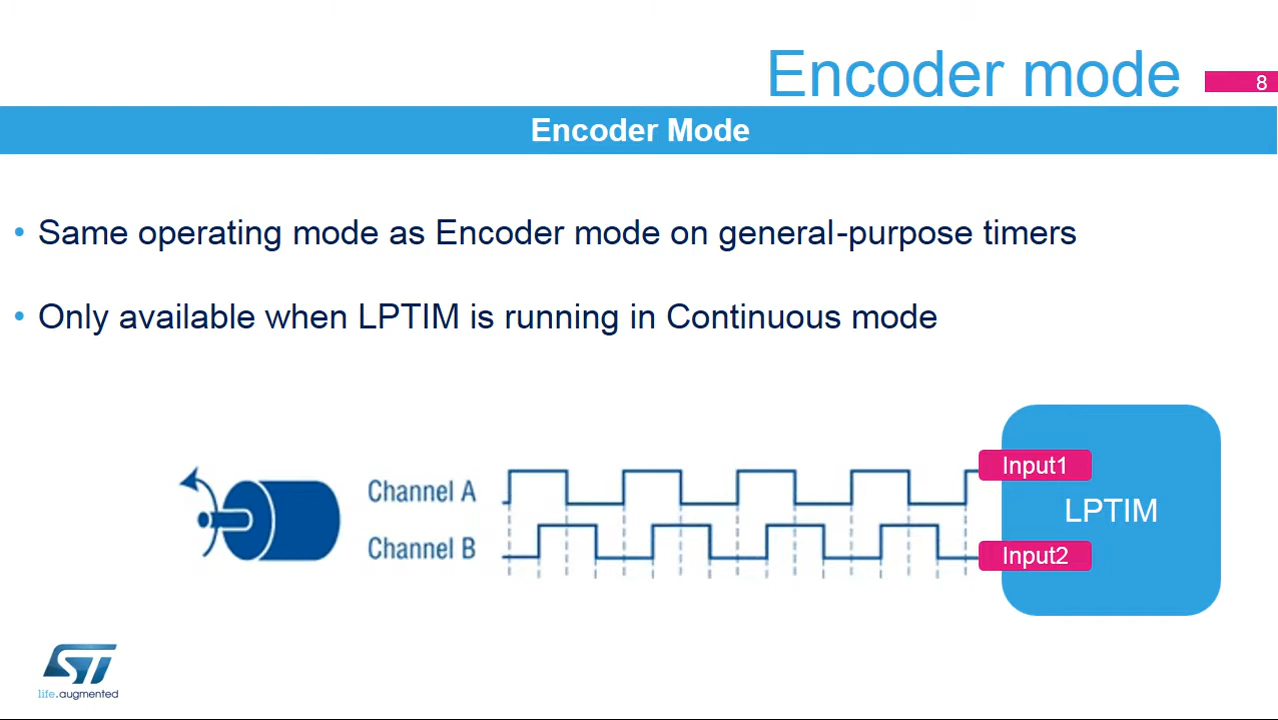 Encoder mode
8
Encoder Mode
• Same operating mode as Encoder mode on general-purpose timers
• Only available when LPTIM is running in Continuous mode
Channel A
Input1
LPTIM
Channel B
Input2
ST
life.augmented